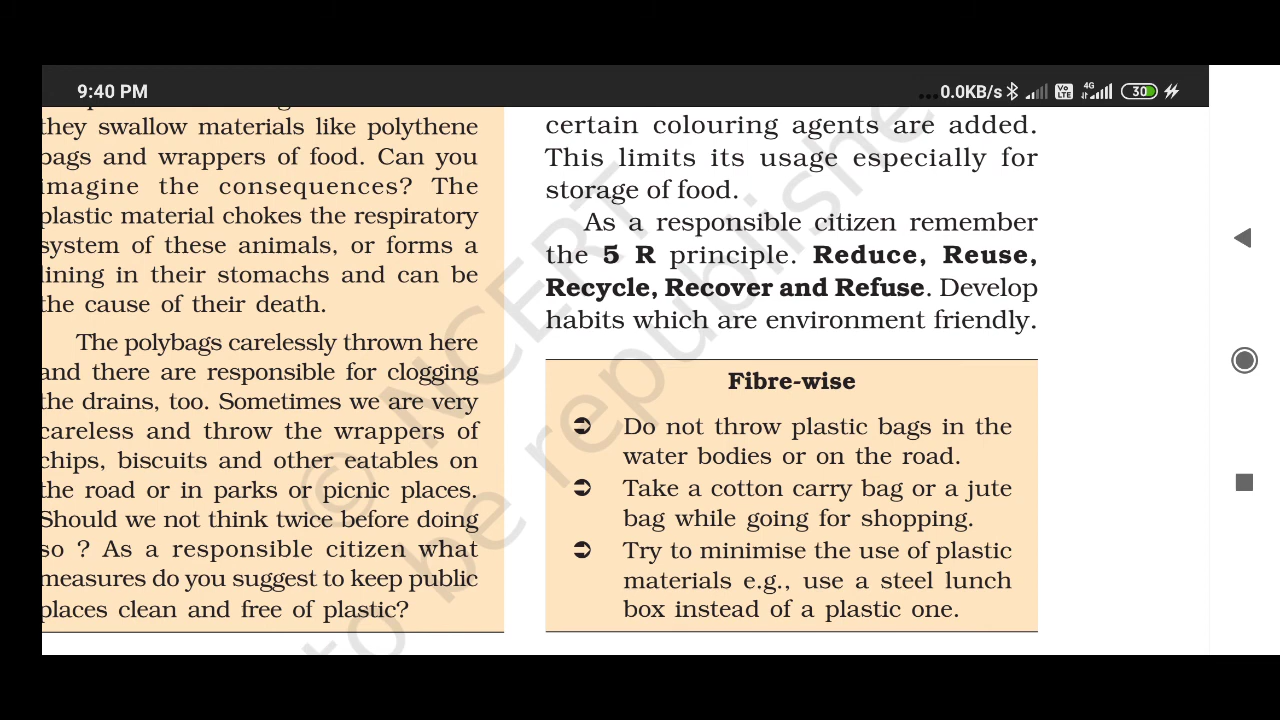 9:40 PM
...0.0KB/s
Vo
LTE
4G
30
they swallow materials like polythene
bags and wrappers of food. Can you
imagine the consequences? The
plastic material chokes the respiratory
system of these animals, or forms a
lining in their stomachs and can be
the cause of their death.
The polybags carelessly thrown here
and there are responsible for clogging
the drains, too. Sometimes we are very
careless and throw the wrappers of
chips, biscuits and other eatables on
the road or in parks or picnic places.
Should we not think twice before doing
so ? As a responsible citizen what
measures do you suggest to keep public
places clean and free of plastic?
certain colouring agents are added.
This limits its usage especially for
storage of food.
As a responsible citizen remember
the 5 R principle. Reduce, Reuse,
Recycle, Recover and Refuse. Develop
habits which are environment friendly.
Fibre-wise
➲ Do not throw plastic bags in the
water bodies or on the road.
➲ Take a cotton carry bag or a jute
bag while going for shopping.
➲ Try to minimise the use of plastic
materials e.g., use a steel lunch
box instead of a plastic one.
© NCERT
to be republishe